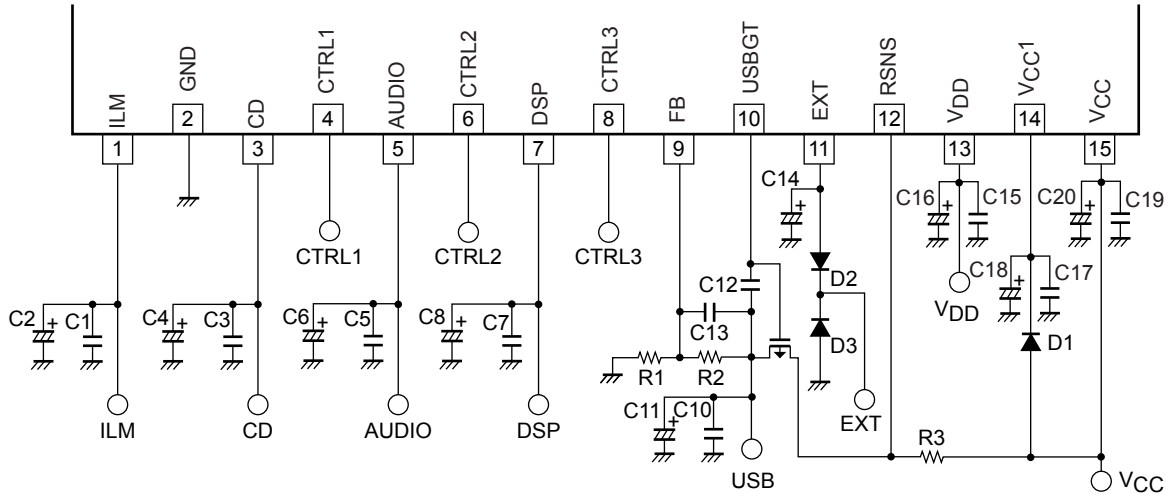 ILM
GND
CD
CTRL1
AUDIO
CTRL2
DSP
CTRL3
FB
USBGT
EXT
RSNS
VDD
VCC1
VCC
1
2
3
4
5
6
7
8
9
10
11
12
13
14
15
C14
+
C16
+
C15
C20
+
C19
CTRL1
CTRL2
CTRL3
C12
D2
C18
+
C17
VDD
C2
+
C1
C4
+
C3
C6
+
C5
C8
+
C7
C13
D3
D1
R1
R2
C11
+
C10
EXT
ILM
CD
AUDIO
DSP
R3
USB
VCC